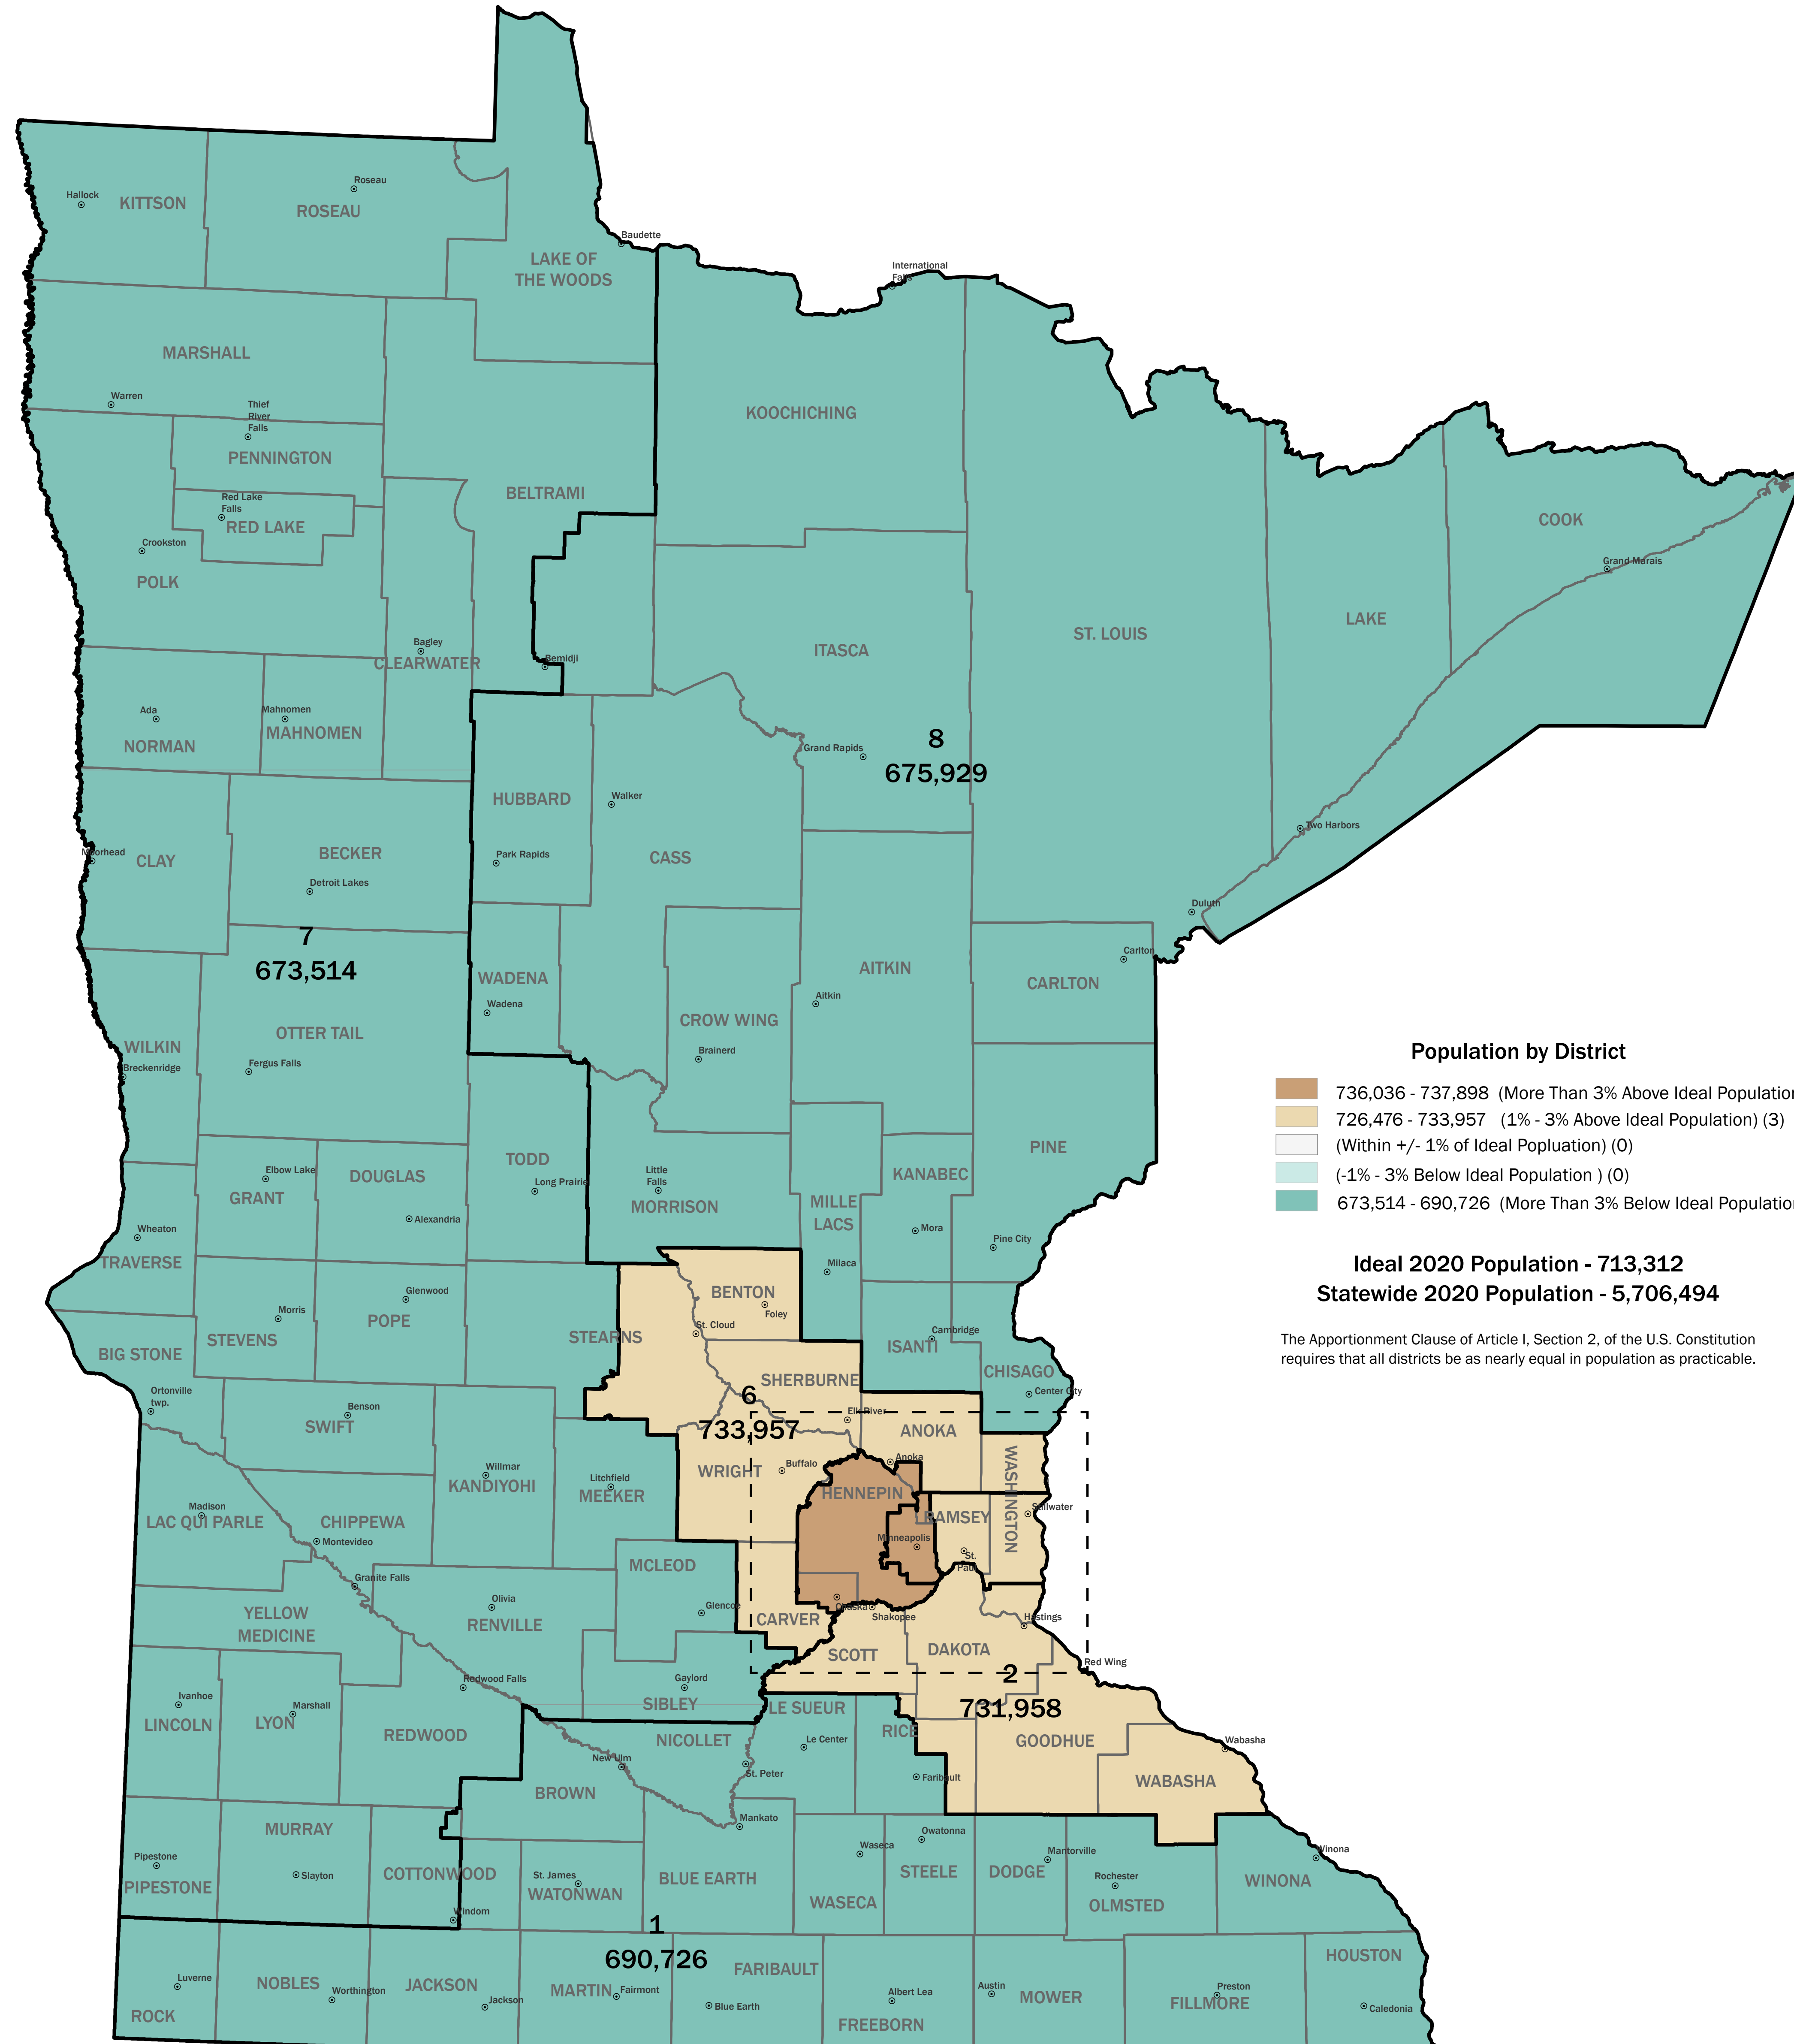 Roseau
Hallock
KITTSON
ROSEAU
Baudette
LAKE OF
THE WOODS
International
Falls
MARSHALL
Warren
Thief
River
Falls
KOOCHICHING
PENNINGTON
BELTRAMI
Red Lake
Falls
RED LAKE
COOK
Crookston
Grand Marais
POLK
LAKE
ST. LOUIS
Bagley
CLEARWATER
Bemidji
ITASCA
Ada
Mahnomen
NORMAN
MAHNOMEN
Grand Rapids
8
675,929
HUBBARD
Walker
Two Harbors
Moorhead
CLAY
BECKER
Park Rapids
CASS
Detroit Lakes
Duluth
7
673,514
Carlton
WADENA
AITKIN
CARLTON
Wadena
Aitkin
CROW WING
OTTER TAIL
WILKIN
Brainerd
Breckenridge
Fergus Falls
Population by District
736,036 - 737,898 (More Than 3% Above Ideal Population
726,476 - 733,957 (1% - 3% Above Ideal Population) (3)
(Within +/- 1% of Ideal Popluation) (0)
(-1% - 3% Below Ideal Population ) (0)
673,514 - 690,726 (More Than 3% Below Ideal Population
Ideal 2020 Population - 713,312
Statewide 2020 Population - 5,706,494
The Apportionment Clause of Article I, Section 2, of the U.S. Constitution
requires that all districts be as nearly equal in population as practicable.
PINE
TODD
Elbow Lake
DOUGLAS
Little
Falls
KANABEC
GRANT
Long Prairie
MORRISON
MILLE
LACS
Alexandria
Wheaton
Mora
Pine City
TRAVERSE
Milaca
Glenwood
BENTON
Foley
Morris
POPE
St. Cloud
STEVENS
STEARNS
Cambridge
ISANTI
BIG STONE
CHISAGO
SHERBURNE
Center City
Ortonville
twp.
6
733,957
Benson
SWIFT
Elk River
ANOKA
Anoka
WASHINGTON
Willmar
KANDIYOHI
Litchfield
MEEKER
WRIGHT
Buffalo
HENNEPIN
Madison
LAC QUI PARLE
CHIPPEWA
Montevideo
RAMSEY
Stillwater
Minneapolis
St.
Paul
MCLEOD
Granite Falls
Olivia
RENVILLE
Glencoe
CARVER
Chaska
Shakopee
Hastings
YELLOW
MEDICINE
SCOTT
DAKOTA
Red Wing
Redwood Falls
Gaylord
SIBLEY
2
731,958
Ivanhoe
LINCOLN
Marshall
LYON
REDWOOD
LE SUEUR
RICE
NICOLLET
Le Center
GOODHUE
Wabasha
New Ulm
St. Peter
Faribault
WABASHA
BROWN
Mankato
MURRAY
Owatonna
Waseca
Mantorville
Winona
Pipestone
Slayton
COTTONWOOD
St. James
WATONWAN
BLUE EARTH
STEELE
DODGE
Rochester
OLMSTED
WINONA
PIPESTONE
WASECA
Windom
1
690,726
HOUSTON
FARIBAULT
Luverne
NOBLES
Worthington
JACKSON
Jackson
MARTIN
Fairmont
Blue Earth
Albert Lea
Austin
MOWER
Preston
FILLMORE
Caledonia
ROCK
FREEBORN